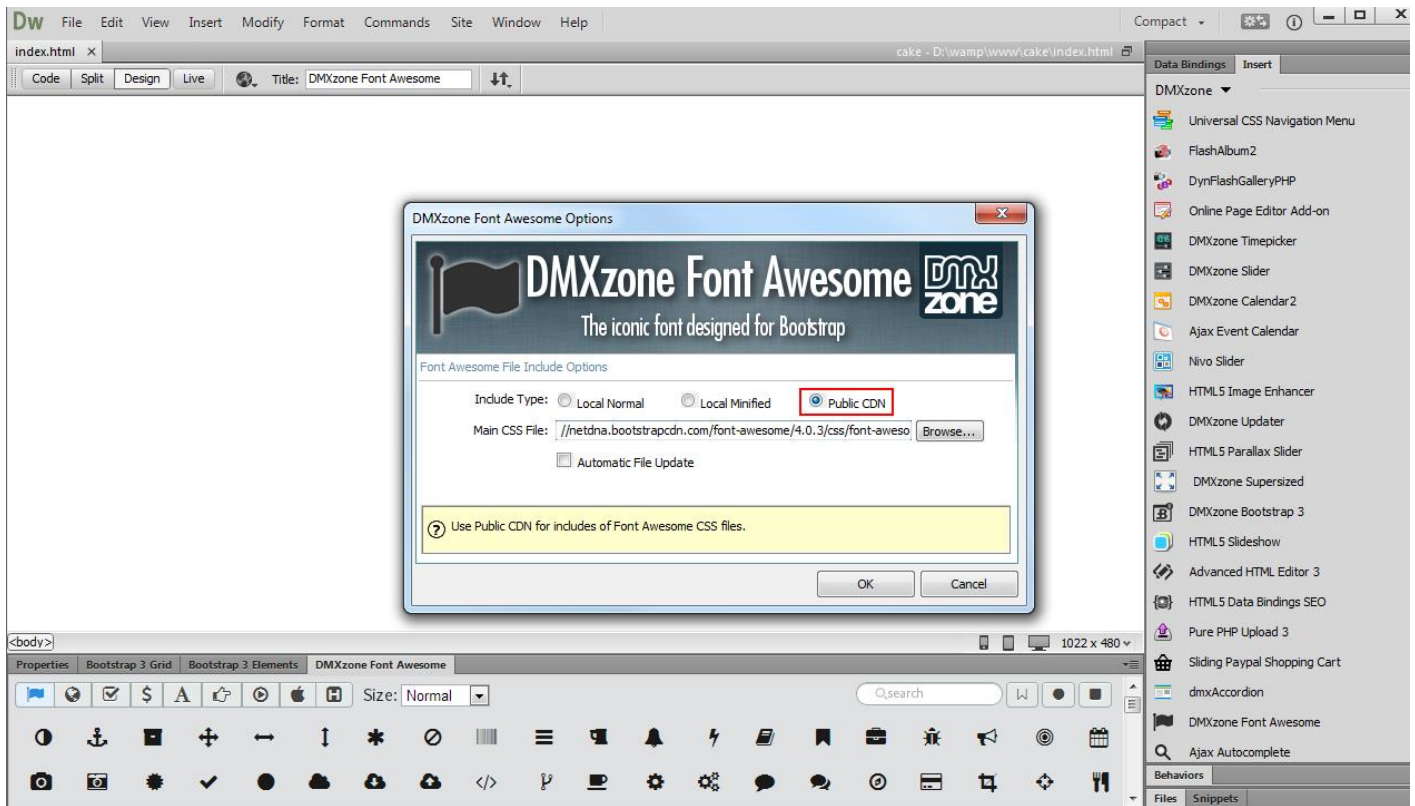 Dw File Edit View Insert Modify Format Commands Site Window Help Compact
index.html × cake - D:\wamp\www\cake\index.html
Code Split Design Live Title: DMXzone Font Awesome
Data Bindings Insert
DMXzone
Universal CSS Navigation Menu
FlashAlbum2
DynFlashGalleryPHP
Online Page Editor Add-on
DMXzone Timepicker
DMXzone Slider
DMXzone Calendar2
Ajax Event Calendar
Nivo Slider
HTML5 Image Enhancer
DMXzone Updater
HTML5 Parallax Slider
DMXzone Supersized
DMXzone Bootstrap 3
HTML5 Slideshow
Advanced HTML Editor 3
HTML5 Data Bindings SEO
Pure PHP Upload 3
Sliding Paypal Shopping Cart
dmxAccordion
DMXzone Font Awesome
Ajax Autocomplete
Behaviors
Files Snippets
DMXzone Font Awesome Options
DMXzone Font Awesome DMX zone
The iconic font designed for Bootstrap
Font Awesome File Include Options
Include Type: Local Normal Local Minified Public CDN
Main CSS File: //netdna.bootstrapcdn.com/font-awesome/4.0.3/css/font-aweso Browse...
Automatic File Update
Use Public CDN for includes of Font Awesome CSS files.
OK Cancel
<body> 1022 x 480
Properties Bootstrap 3 Grid Bootstrap 3 Elements DMXzone Font Awesome
Size: Normal search